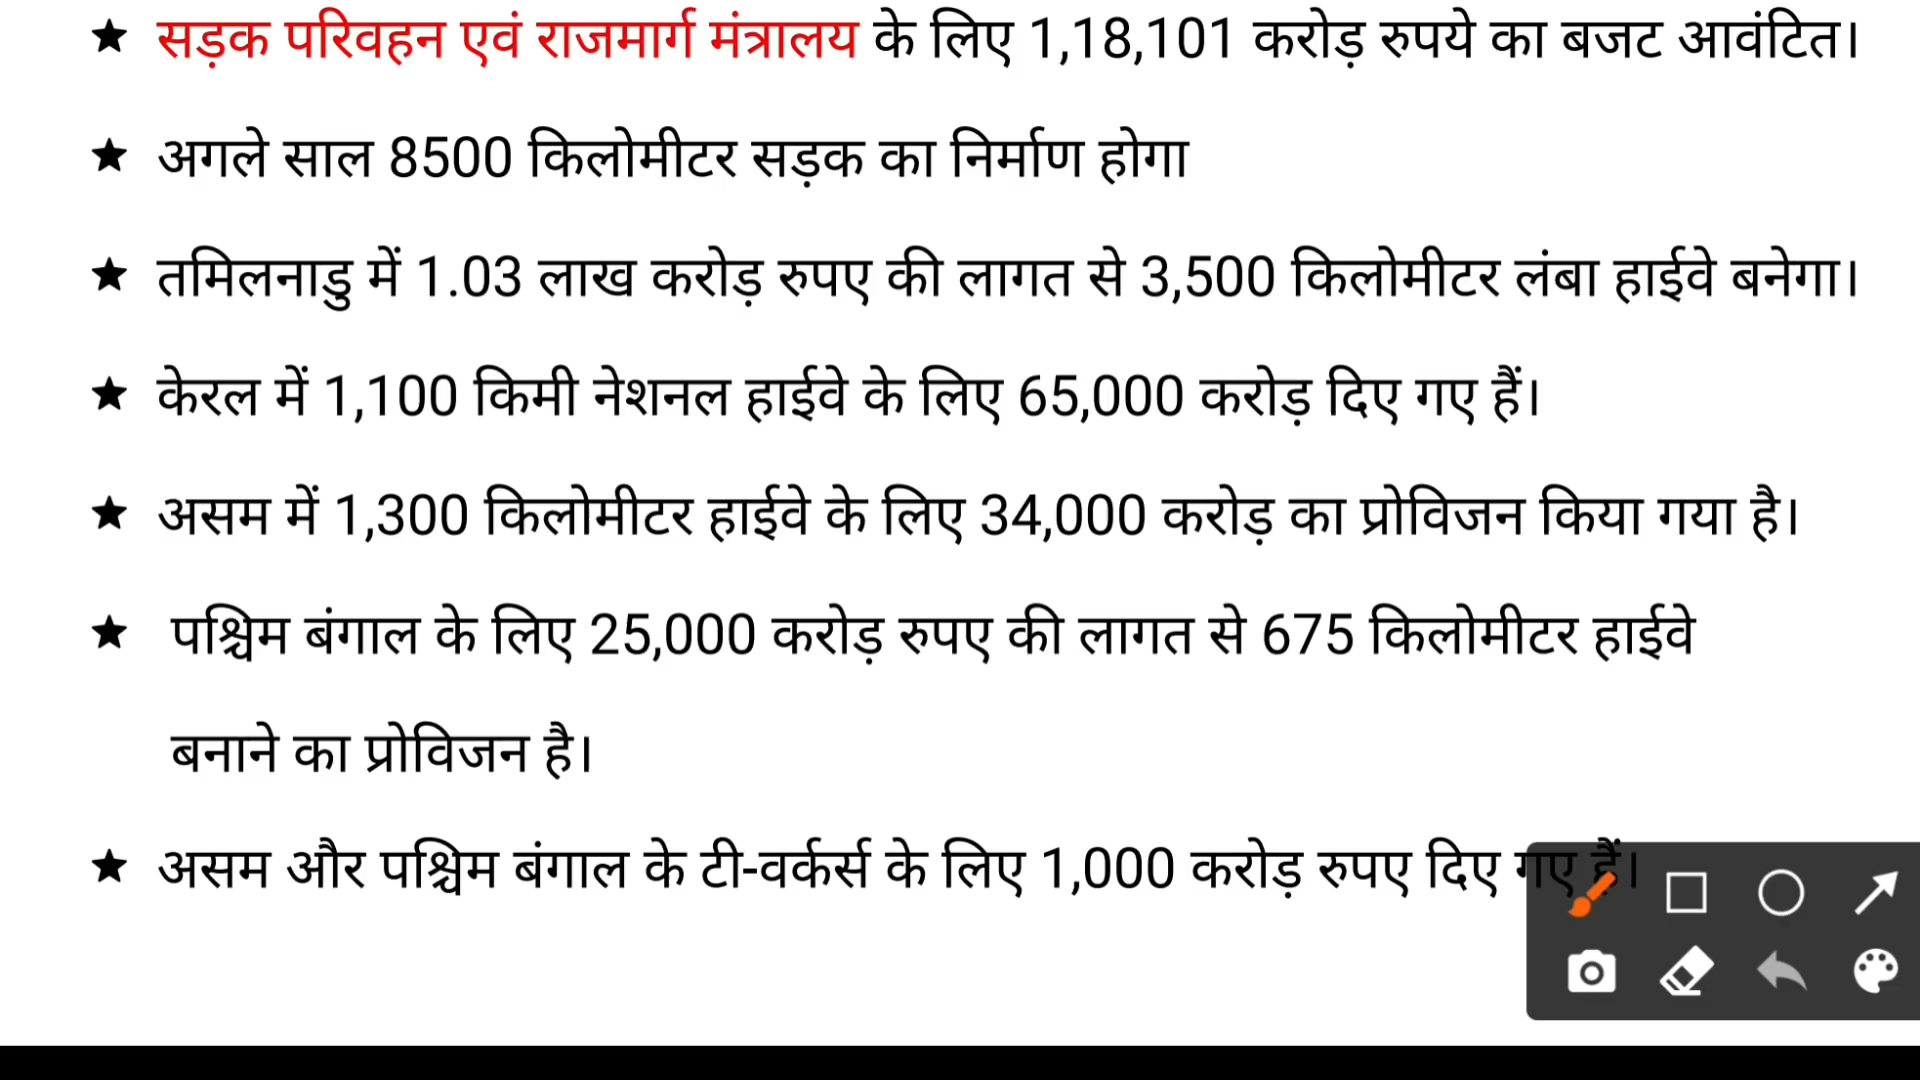 ★ सड़क परिवहन एवं राजमार्ग मंत्रालय के लिए 1,18,101 करोड़ रुपये का बजट आवंटित।
★ अगले साल 8500 किलोमीटर सड़क का निर्माण होगा
★ तमिलनाडु में 1.03 लाख करोड़ रुपए की लागत से 3,500 किलोमीटर लंबा हाईवे बनेगा।
★ केरल में 1,100 किमी नेशनल हाईवे के लिए 65,000 करोड़ दिए गए हैं।
★ असम में 1,300 किलोमीटर हाईवे के लिए 34,000 करोड़ का प्रोविजन किया गया है।
★ पश्चिम बंगाल के लिए 25,000 करोड़ रुपए की लागत से 675 किलोमीटर हाईवे
बनाने का प्रोविजन है।
★ असम और पश्चिम बंगाल के टी-वर्कर्स के लिए 1,000 करोड़ रुपए दिए गए हैं।